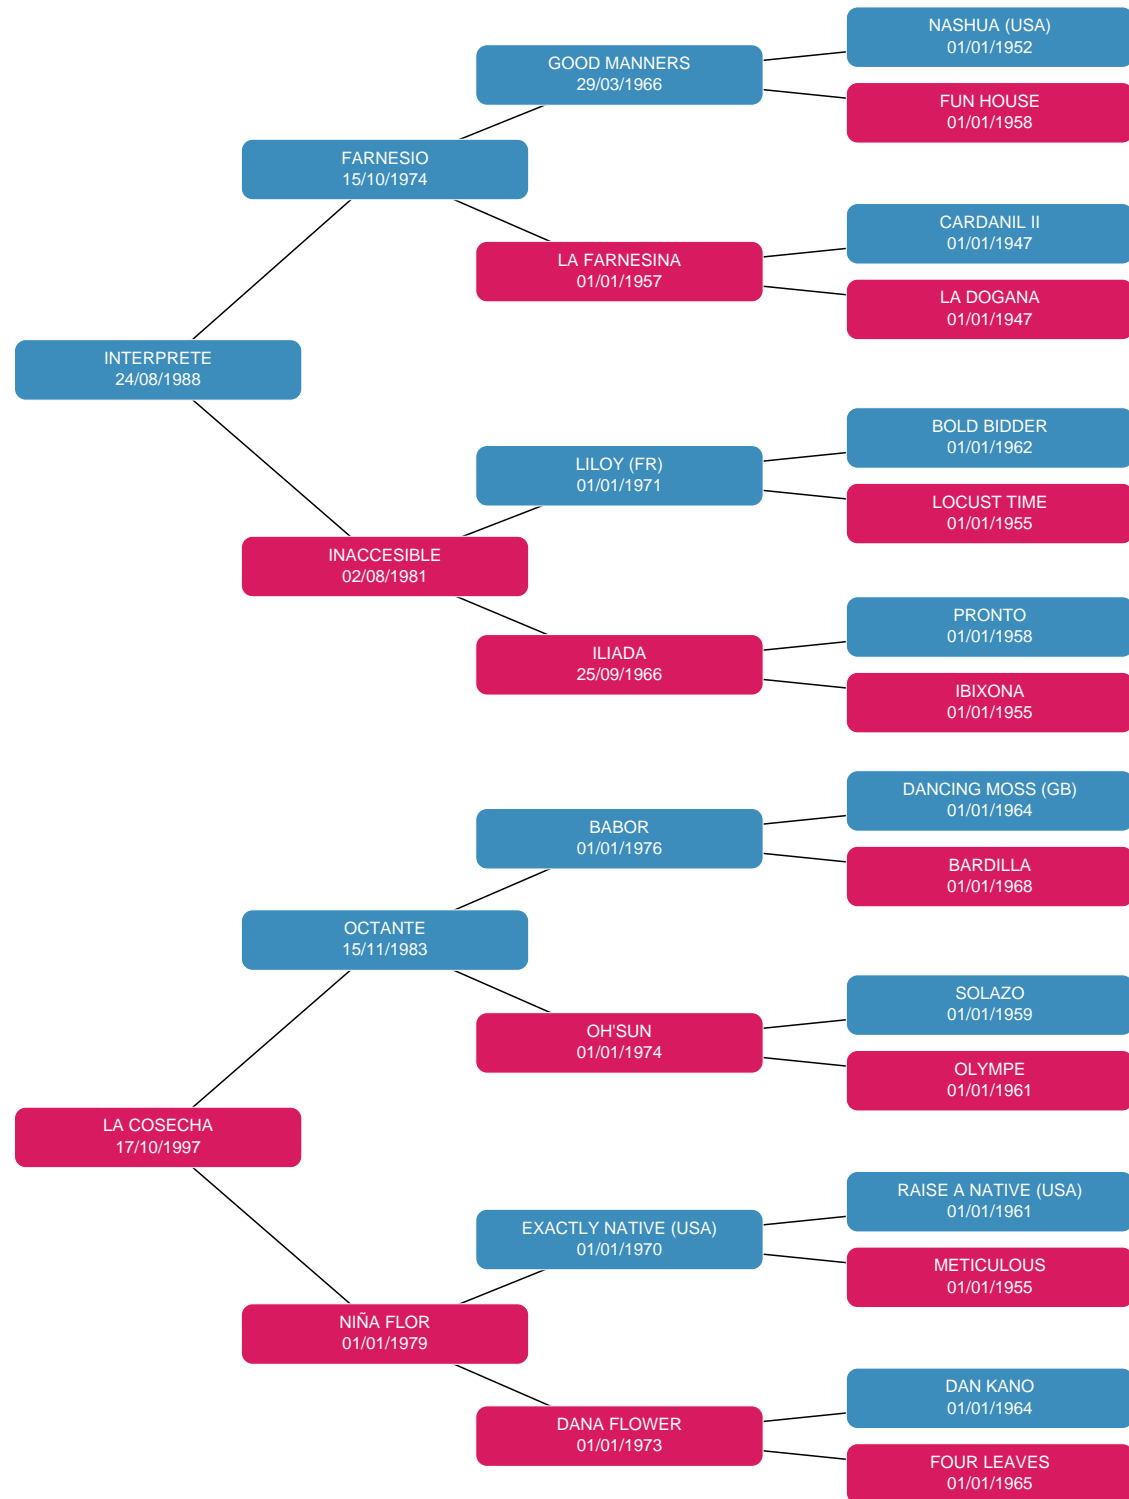 NASHUA (USA)
01/01/1952
GOOD MANNERS
29/03/1966
FUN HOUSE
01/01/1958
FARNESIO
15/10/1974
CARDANIL II
01/01/1947
LA FARNESINA
01/01/1957
LA DOGANA
01/01/1947
INTERPRETE
24/08/1988
BOLD BIDDER
01/01/1962
LILOY (FR)
01/01/1971
LOCUST TIME
01/01/1955
INACCESIBLE
02/08/1981
PRONTO
01/01/1958
ILIADA
25/09/1966
IBIXONA
01/01/1955
DANCING MOSS (GB)
01/01/1964
BABOR
01/01/1976
BARDILLA
01/01/1968
OCTANTE
15/11/1983
SOLAZO
01/01/1959
OH'SUN
01/01/1974
OLYMPE
01/01/1961
LA COSECHA
17/10/1997
RAISE A NATIVE (USA)
01/01/1961
EXACTLY NATIVE (USA)
01/01/1970
METICULOUS
01/01/1955
NIÑA FLOR
01/01/1979
DAN KANO
01/01/1964
DANA FLOWER
01/01/1973
FOUR LEAVES
01/01/1965